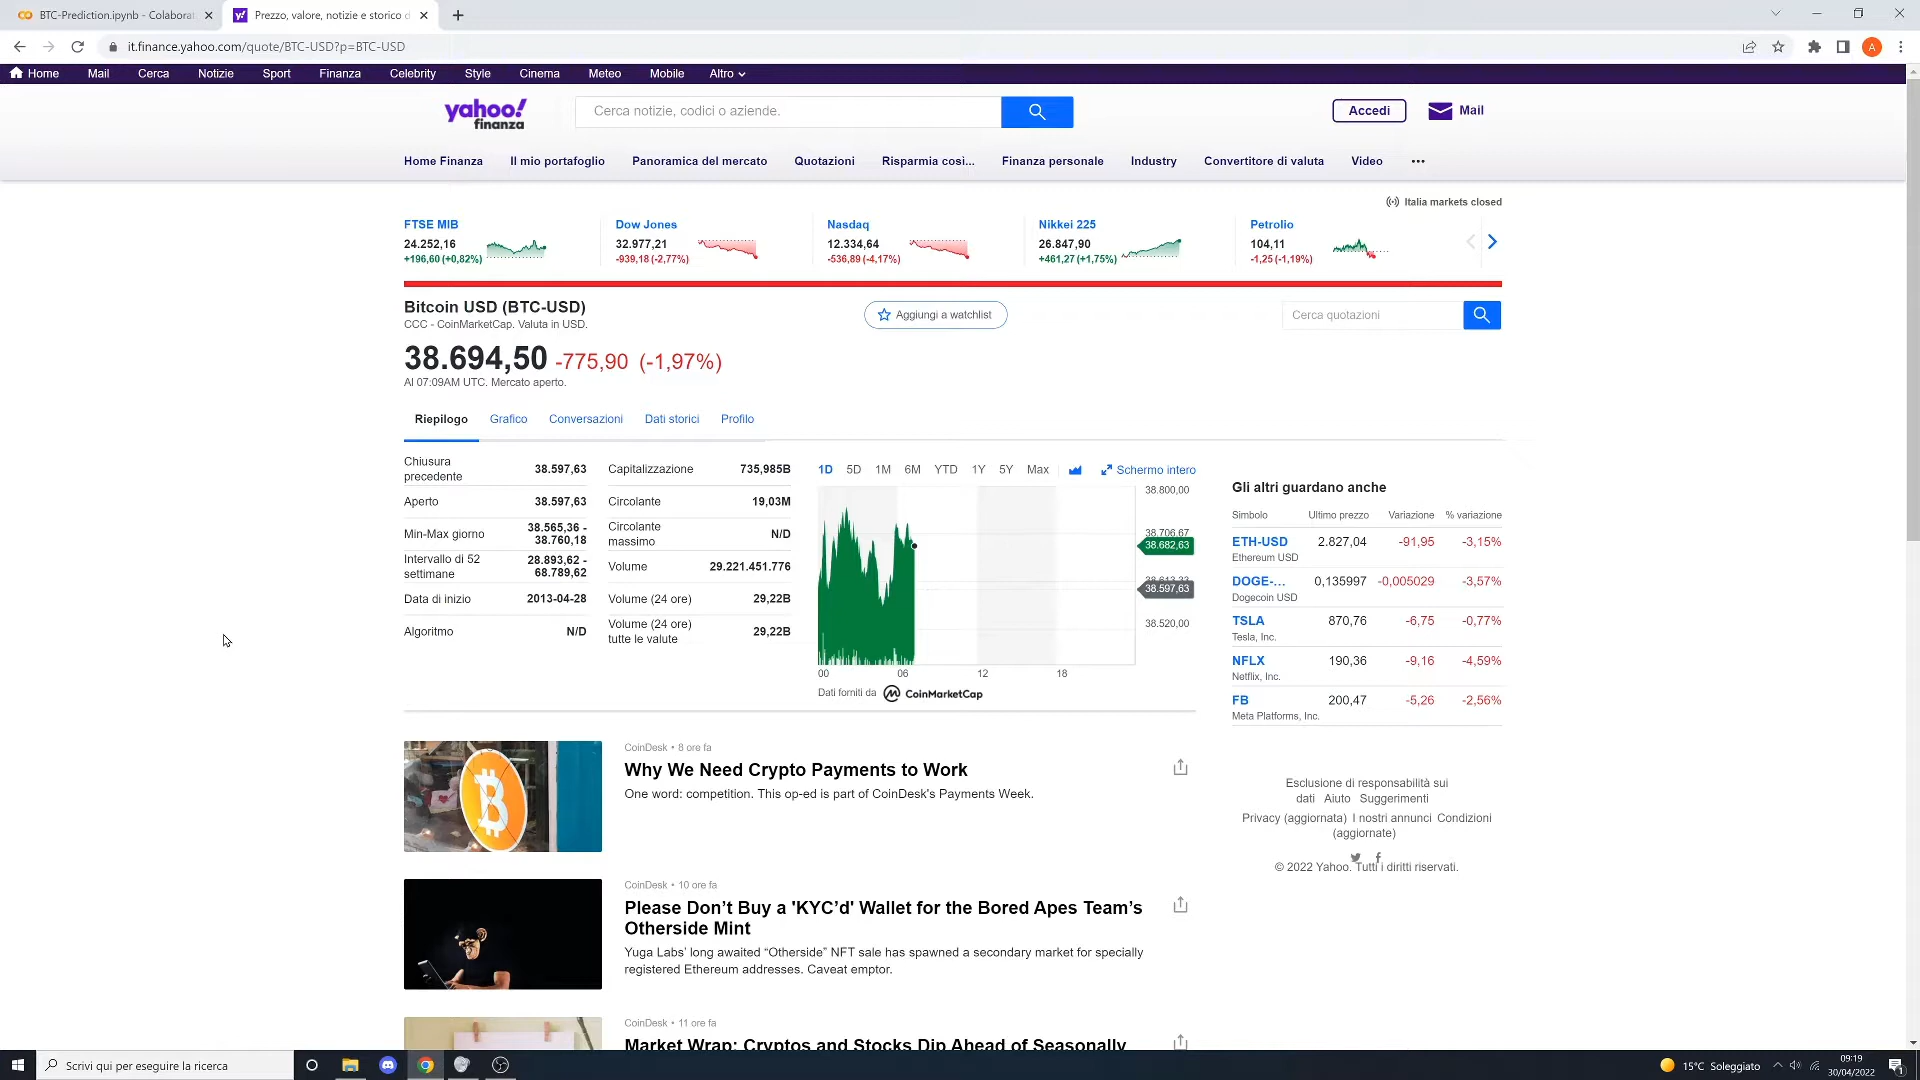 BTC-Prediction.ipynb - Colabora
Prezzo, valore, notizie e storico d
it.finance.yahoo.com/quote/BTC-USD?p=BTC-USD
A
Home Mail Cerca Notizie Sport Finanza Celebrity Style Cinema Meteo Mobile Altro
yahoo!
finanza
Cerca notizie, codici o aziende.
Accedi
Mail
Home Finanza Il mio portafoglio Panoramica del mercato Quotazioni Risparmia così... Finanza personale Industry Convertitore di valuta Video
Italia markets closed
FTSE MIB
24.252,16
+196,60 (+0,82%)
Dow Jones
32.977,21
-939,18 (-2,77%)
Nasdaq
12.334,64
-536,89 (-4,17%)
Nikkei 225
26.847,90
+461,27 (+1,75%)
Petrolio
104,11
-1,25 (-1,19%)
Bitcoin USD (BTC-USD)
CCC - CoinMarketCap. Valuta in USD.
Aggiungi a watchlist
Cerca quotazioni
38.694,50 -775,90 (-1,97%)
Al 07:09AM UTC. Mercato aperto.
Riepilogo Grafico Conversazioni Dati storici Profilo
Chiusura
precedente 38.597,63
Aperto 38.597,63
Min-Max giorno 38.565,36 -
38.760,18
Intervallo di 52
settimane
28.893,62 -
68.789,62
Data di inizio 2013-04-28
Algoritmo N/D
Capitalizzazione 735,985B
Circolante 19,03M
Circolante
massimo N/D
Volume 29.221.451.776
Volume (24 ore) 29,22B
Volume (24 ore)
tutte le valute 29,22B
1D 5D 1M 6M YTD 1Y 5Y Max Schermo intero
38.800,00
38.706,67
38.682,63
38.613,33
38.597,63
38.520,00
00 06 12 18
Dati forniti da CoinMarketCap
Gli altri guardano anche
Simbolo Ultimo prezzo Variazione % variazione
ETH-USD 2.827,04 -91,95 -3,15%
Ethereum USD
DOGE-... 0,135997 -0,005029 -3,57%
Dogecoin USD
TSLA 870,76 -6,75 -0,77%
Tesla, Inc.
NFLX 190,36 -9,16 -4,59%
Netflix, Inc.
FB 200,47 -5,26 -2,56%
Meta Platforms, Inc.
Esclusione di responsabilità sui
dati Aiuto Suggerimenti
Privacy (aggiornata) I nostri annunci Condizioni
(aggiornate)
© 2022 Yahoo. Tutti i diritti riservati.
CoinDesk • 8 ore fa
Why We Need Crypto Payments to Work
One word: competition. This op-ed is part of CoinDesk's Payments Week.
CoinDesk • 10 ore fa
Please Don’t Buy a 'KYC’d' Wallet for the Bored Apes Team’s
Otherside Mint
Yuga Labs’ long awaited “Otherside” NFT sale has spawned a secondary market for specially
registered Ethereum addresses. Caveat emptor.
CoinDesk • 11 ore fa
Market Wrap: Cryptos and Stocks Dip Ahead of Seasonally
Scrivi qui per eseguire la ricerca
15°C Soleggiato
09:19
30/04/2022
1